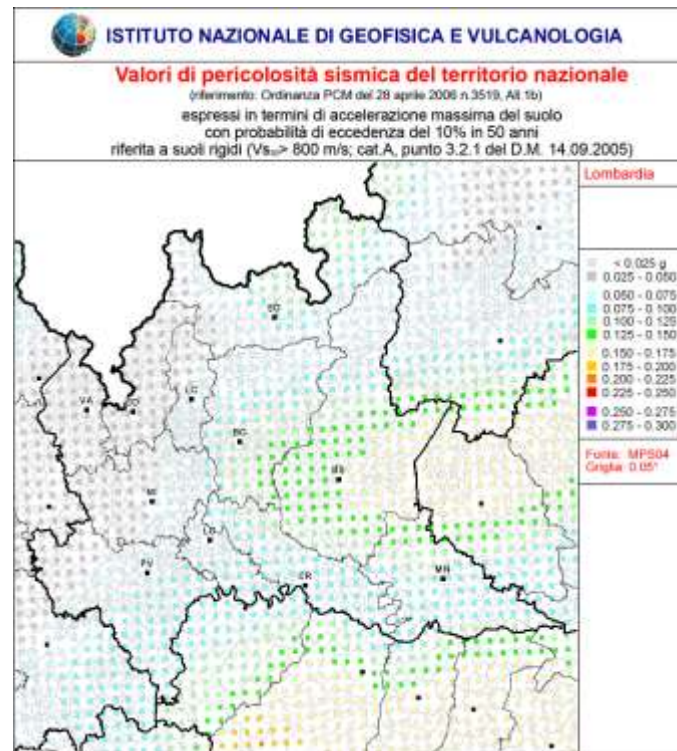 ISTITUTO NAZIONALE DI GEOFISICA E VULCANOLOGIA
Valori di pericolosità sismica del territorio nazionale
(riferimento: Ordinanza PCM del 28 aprile 2006 n.3519, All.1b)
espressi in termini di accelerazione massima del suolo
con probabilità di eccedenza del 10% in 50 anni
riferita a suoli rigidi (Vs₃₀> 800 m/s; cat.A, punto 3.2.1 del D.M. 14.09.2005)
Lombardia
< 0.025 g
0.025 - 0.050
0.050 - 0.075
0.075 - 0.100
0.100 - 0.125
0.125 - 0.150
0.150 - 0.175
0.175 - 0.200
0.200 - 0.225
0.225 - 0.250
0.250 - 0.275
0.275 - 0.300
Fonte: MPS04
Griglia: 0.05°
SO
VA
CO
LC
BG
BS
MI
LO
PV
CR
MN